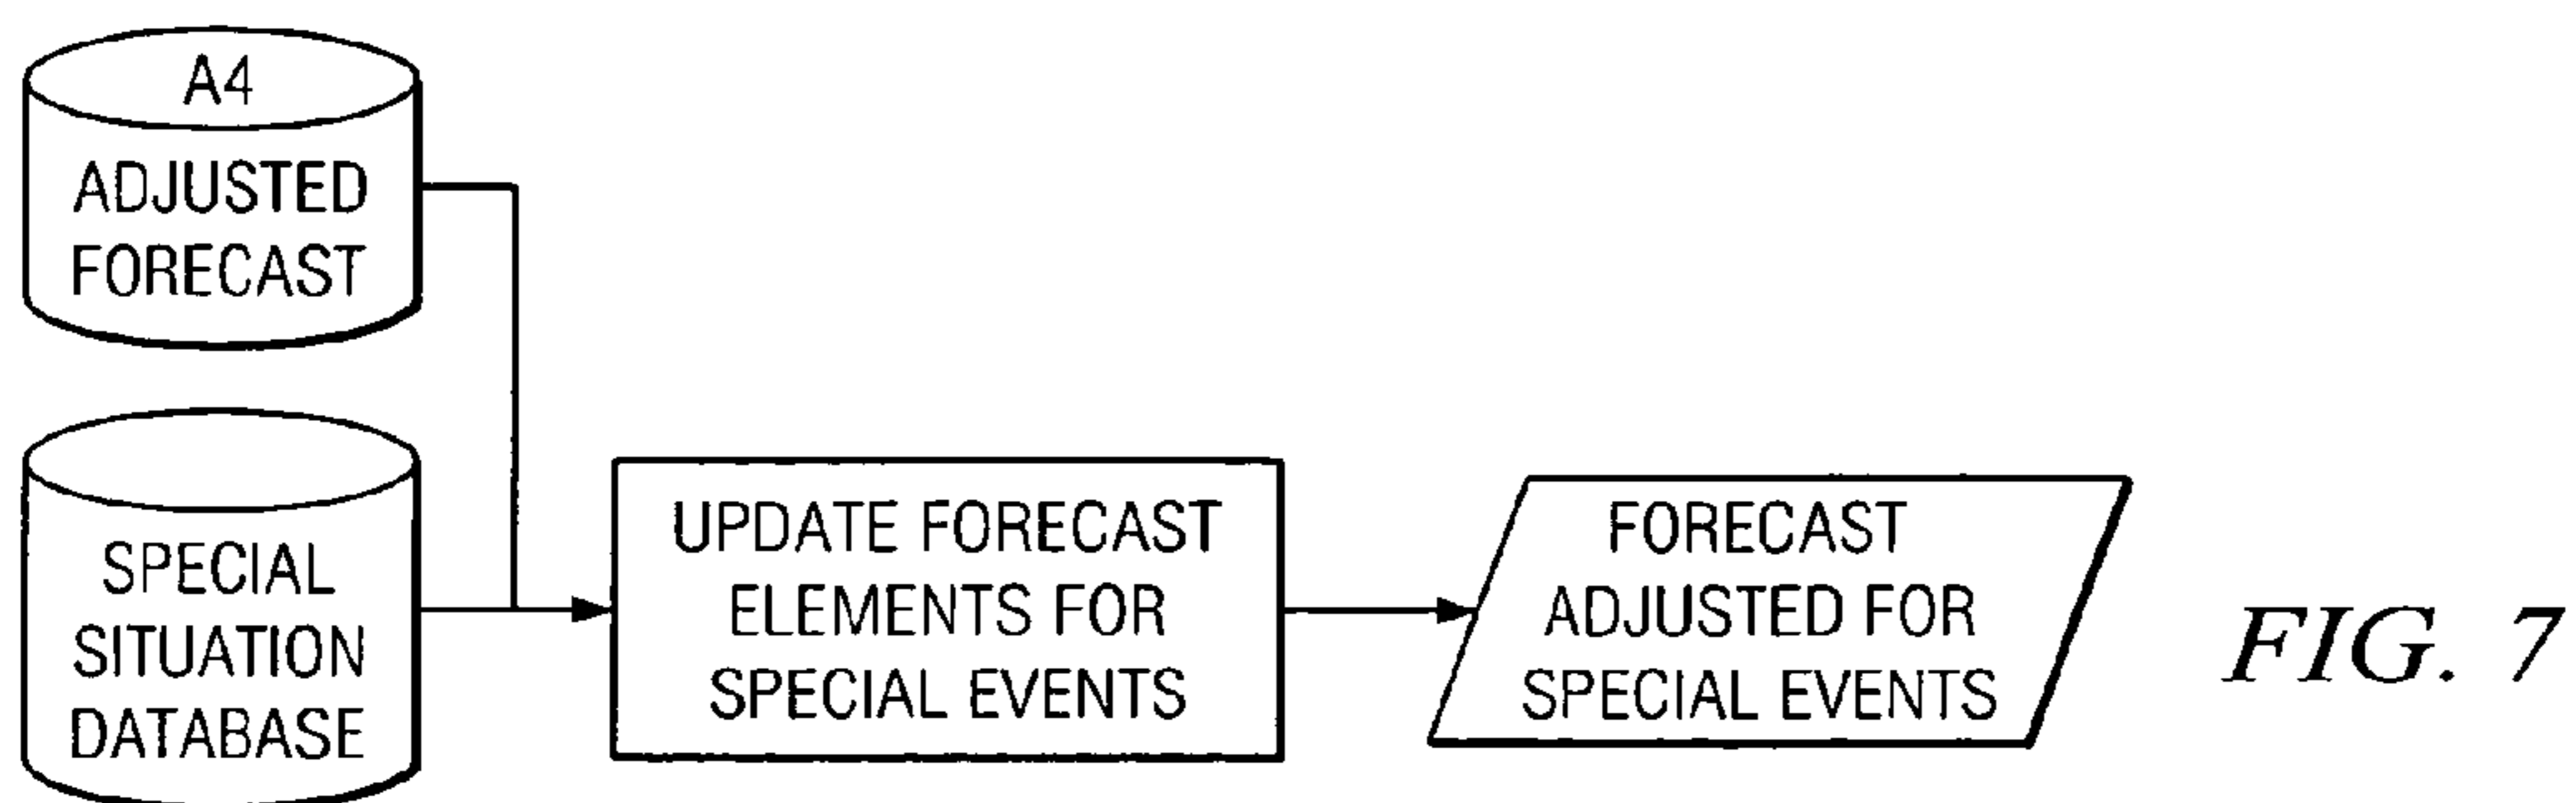 A4
ADJUSTED
FORECAST
SPECIAL
SITUATION
DATABASE
UPDATE FORECAST
ELEMENTS FOR
SPECIAL EVENTS
FORECAST
ADJUSTED FOR
SPECIAL EVENTS
FIG. 7